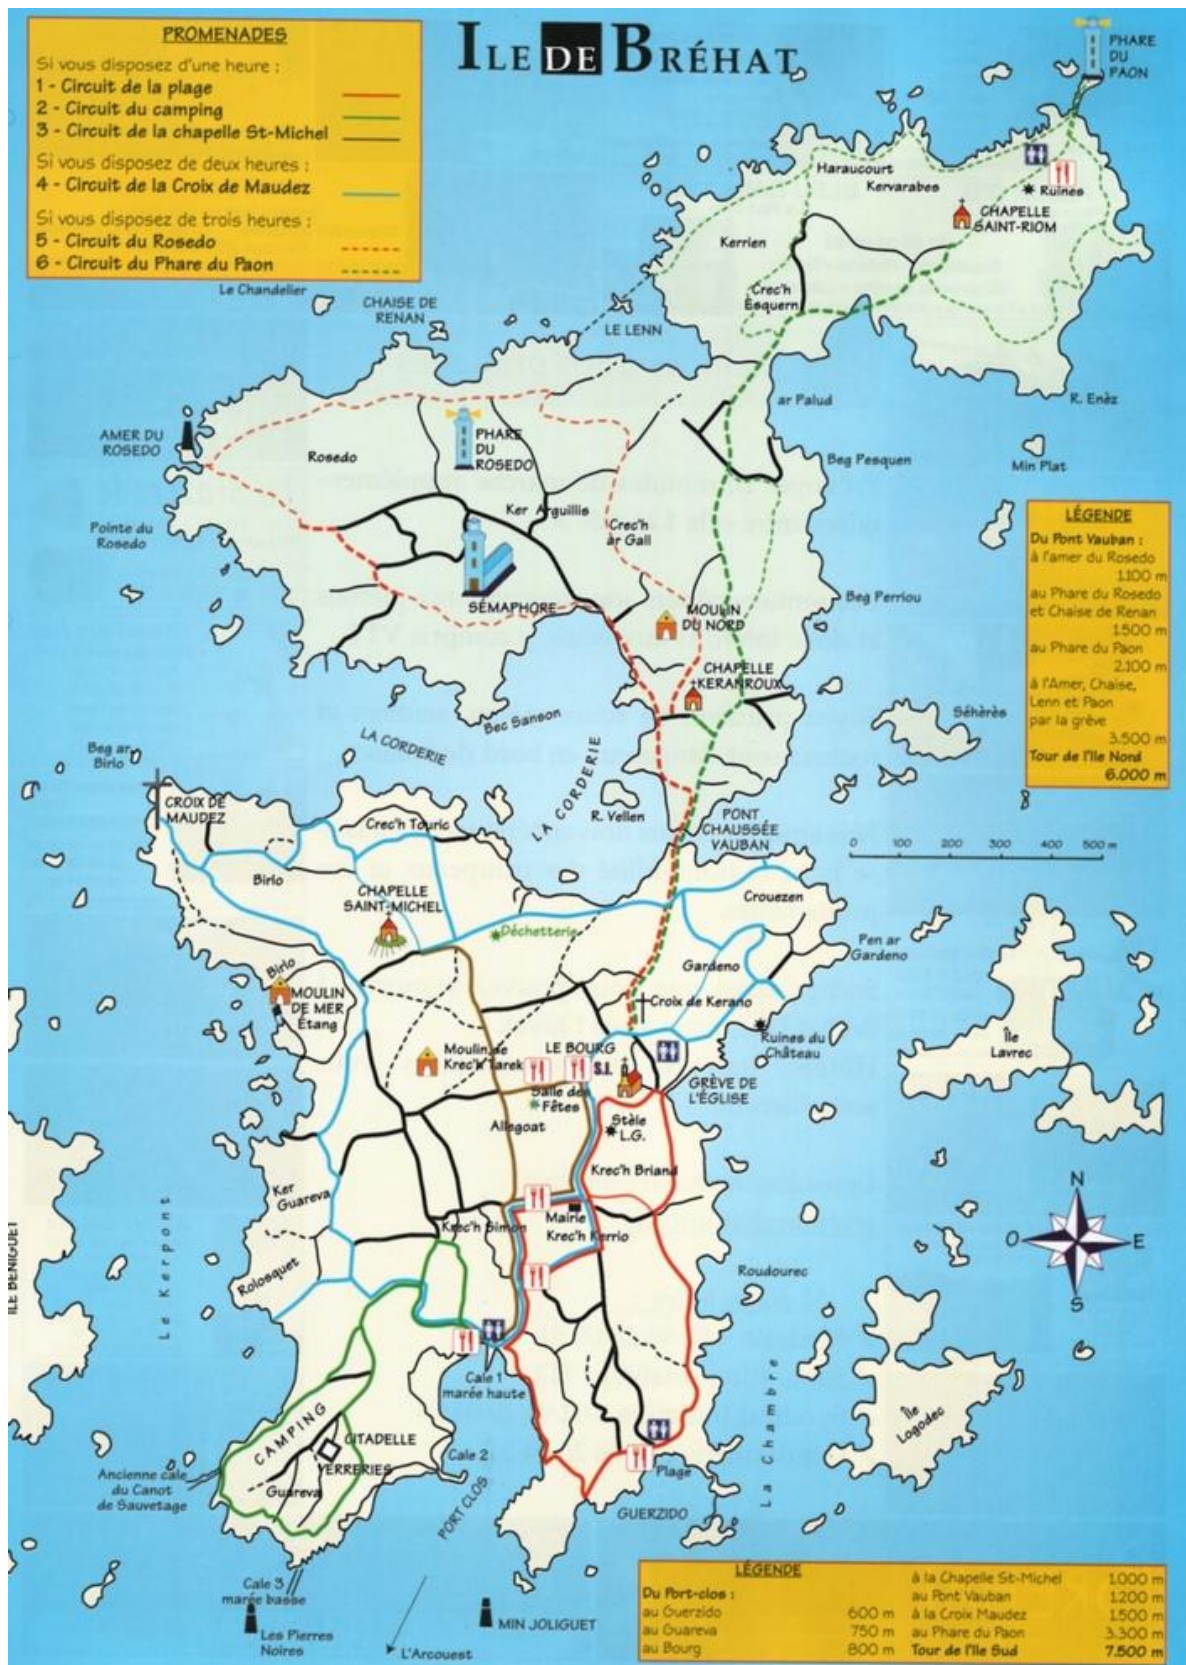 ILE DE BRÉHAT
PROMENADES
Si vous disposez d'une heure :
1 - Circuit de la plage
2 - Circuit du camping
3 - Circuit de la chapelle St-Michel
Si vous disposez de deux heures :
4 - Circuit de la Croix de Maudez
Si vous disposez de trois heures :
5 - Circuit du Rosedo
6 - Circuit du Phare du Paon
PHARE
DU
PAON
Haraucourt
Kervarabes
Ruines
CHAPELLE
SAINT-RIOM
Kerrien
Crec'h
Esquern
Le Chandelier
CHAISE DE
RENAN
LE LENN
ar Palud
R. Enèz
AMER DU
ROSEDO
Rosedo
PHARE
DU
ROSEDO
Beg Pesquen
Min Plat
Pointe du
Rosedo
Ker Arguillis
Crec'h
ar Gall
SÉMAPHORE
MOULIN
DU NORD
Beg Perriou
CHAPELLE
KERANROUX
LÉGENDE
Du Pont Vauban :
à l'amer du Rosedo
1.100 m
au Phare du Rosedo
et Chaise de Renan
1.500 m
au Phare du Paon
2.100 m
à l'Amer, Chaise,
Lenn et Paon
par la grève
3.500 m
Tour de l'Ile Nord
6.000 m
Séhèrès
Bec Sanson
LA CORDERIE
LA CORDERIE
Beg ar
Birlo
CROIX DE
MAUDEZ
Crec'h Touric
R. Vellen
PONT
CHAUSSÉE
VAUBAN
0 100 200 300 400 500 m
Birlo
CHAPELLE
SAINT-MICHEL
Crouezen
Déchetterie
Pen ar
Gardeno
Gardeno
Birlo
MOULIN
DE MER
Étang
Croix de Kerano
Ruines du
Château
Île
Lavrec
Moulin de
Krec'h Tarek
LE BOURG
S.I.
GRÈVE DE
L'ÉGLISE
Salle des
Fêtes
Allegoat
Stèle
L.G.
Krec'h Briand
Ker
Guareva
Krec'h Simon
Mairie
Krec'h Kerrio
N
O
E
S
ILE BENIGUET
Le Kerpont
Rolosquet
Roudourec
Cale 1
marée haute
La Chambre
Île
Logodec
CAMPING
CITADELLE
VERRERIES
Guareva
Cale 2
PORT CLOS
Plage
GUERZIDO
Ancienne cale
du Canot
de Sauvetage
Cale 3
marée basse
Les Pierres
Noires
MIN JOLIGUET
L'Arcouest
LÉGENDE
Du Port-clos :
au Guerzido 600 m
au Guareva 750 m
au Bourg 800 m
à la Chapelle St-Michel 1.000 m
au Pont Vauban 1.200 m
à la Croix Maudez 1.500 m
au Phare du Paon 3.300 m
Tour de l'Ile Sud 7.500 m